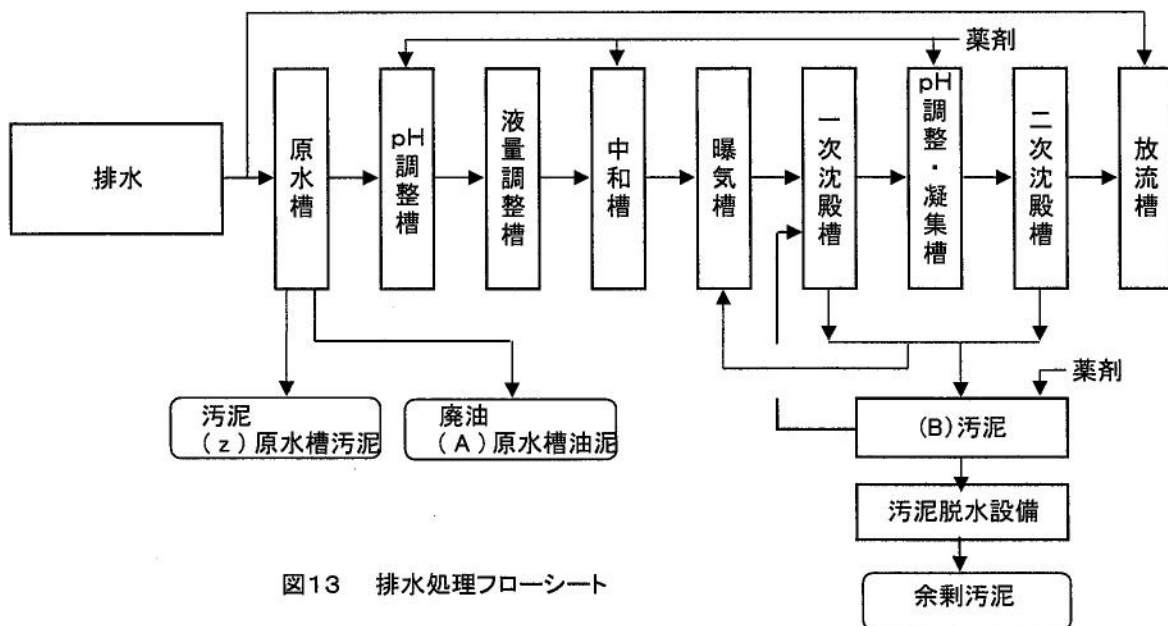 薬剤
排水
原水槽
pH調整槽
液量調整槽
中和槽
曝気槽
一次沈殿槽
pH調整・凝集槽
二次沈殿槽
放流槽
薬剤
汚泥
(z)原水槽汚泥
廃油
(A)原水槽油泥
(B)汚泥
汚泥脱水設備
余剰汚泥
図13 排水処理フローシート